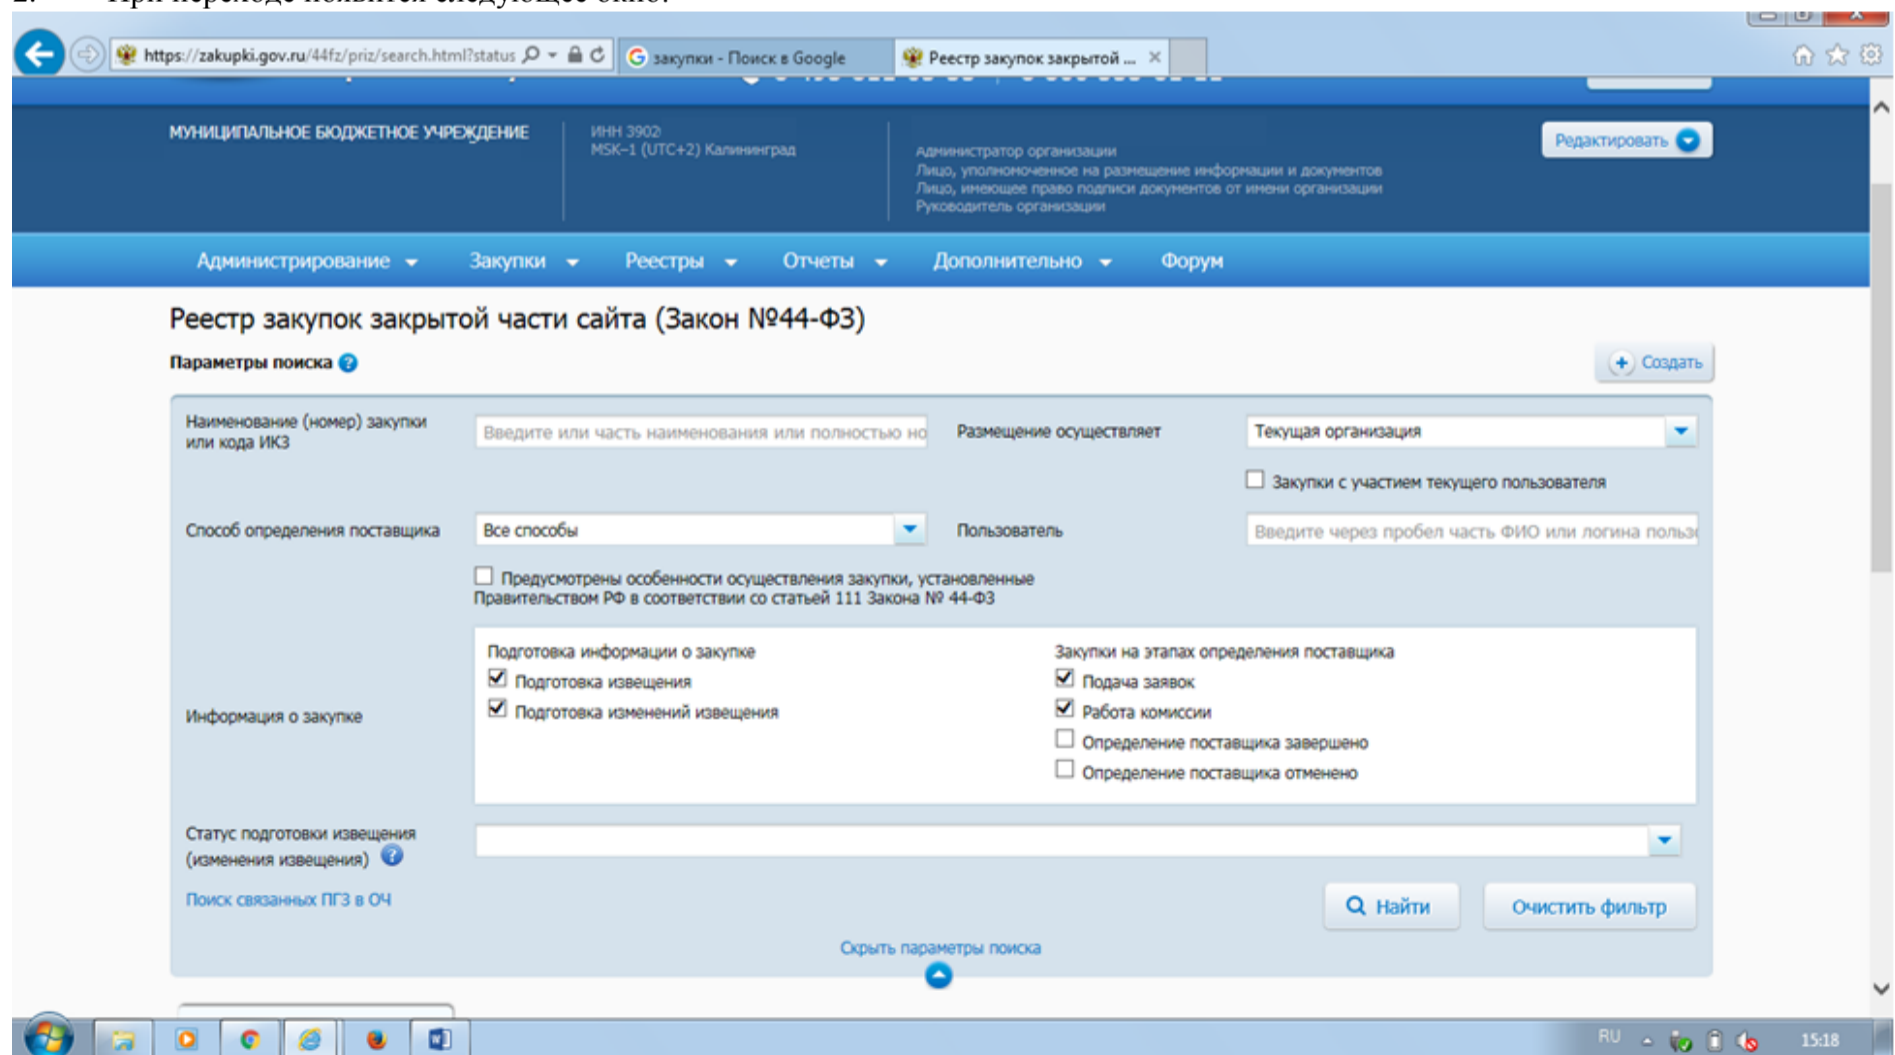 2. При переходе появится следующее окно:
https://zakupki.gov.ru/44fz/priz/search.html?status
закупки - Поиск в Google
Реестр закупок закрытой ...
МУНИЦИПАЛЬНОЕ БЮДЖЕТНОЕ УЧРЕЖДЕНИЕ
ИНН 3902
MSK–1 (UTC+2) Калининград
Администратор организации
Лицо, уполномоченное на размещение информации и документов
Лицо, имеющее право подписи документов от имени организации
Руководитель организации
Редактировать
Администрирование Закупки Реестры Отчеты Дополнительно Форум
Реестр закупок закрытой части сайта (Закон №44-ФЗ)
Параметры поиска ?
+ Создать
Наименование (номер) закупки
или кода ИКЗ
Введите или часть наименования или полностью но
Размещение осуществляет
Текущая организация
Закупки с участием текущего пользователя
Способ определения поставщика
Все способы
Пользователь
Введите через пробел часть ФИО или логина польз
Предусмотрены особенности осуществления закупки, установленные
Правительством РФ в соответствии со статьей 111 Закона № 44-ФЗ
Информация о закупке
Подготовка информации о закупке
Подготовка извещения
Подготовка изменений извещения
Закупки на этапах определения поставщика
Подача заявок
Работа комиссии
Определение поставщика завершено
Определение поставщика отменено
Статус подготовки извещения
(изменения извещения) ?
Поиск связанных ПГЗ в ОЧ
Найти
Очистить фильтр
Скрыть параметры поиска
RU
15:18